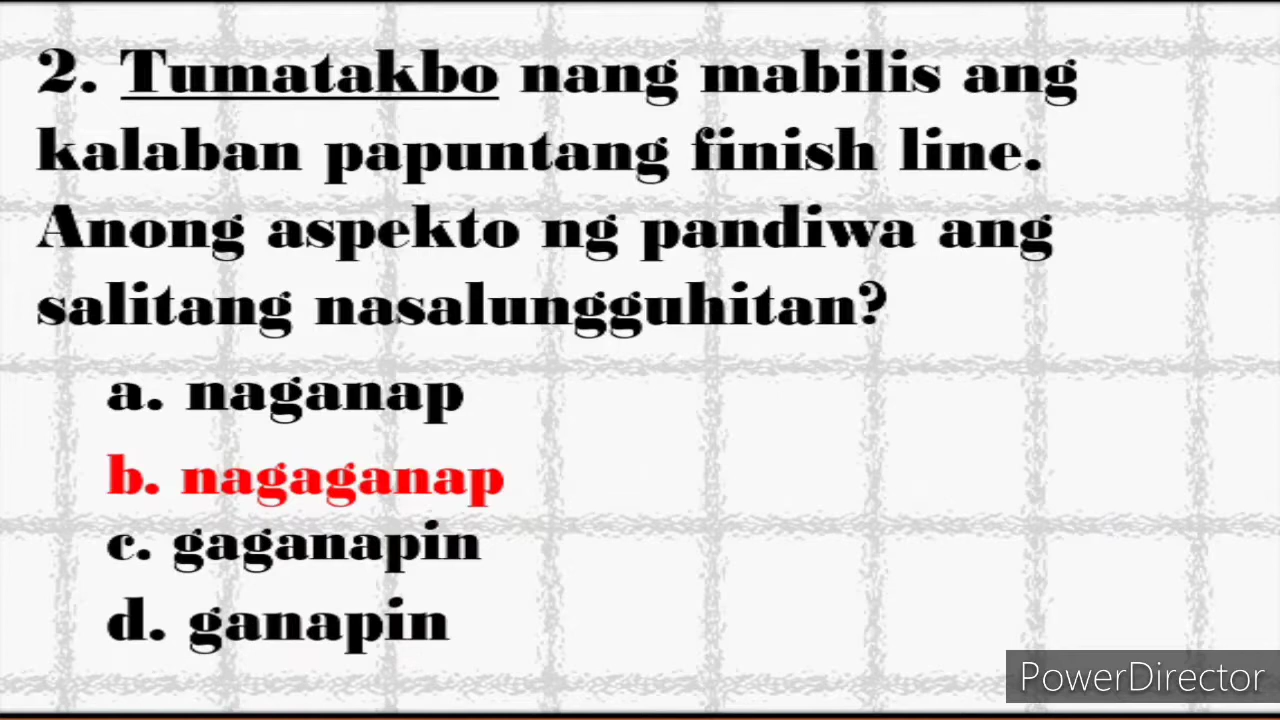 2. Tumatakbo nang mabilis ang
kalaban papuntang finish line.
Anong aspekto ng pandiwa ang
salitang nasalungguhitan?
a. naganap
b. nagaganap
c. gaganapin
d. ganapin
PowerDirector